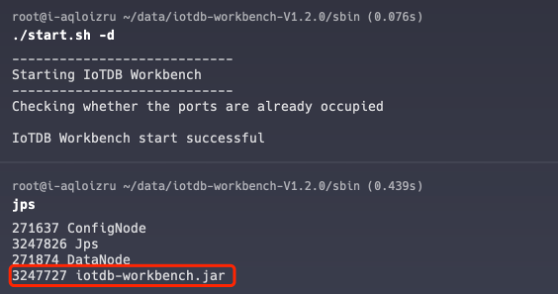 root@i-aqloizru ~/data/iotdb-workbench-V1.2.0/sbin (0.076s)
./start.sh -d
----------------------------
Starting IoTDB Workbench
----------------------------
Checking whether the ports are already occupied
IoTDB Workbench start successful
root@i-aqloizru ~/data/iotdb-workbench-V1.2.0/sbin (0.439s)
jps
271637 ConfigNode
3247826 Jps
271874 DataNode
3247727 iotdb-workbench.jar